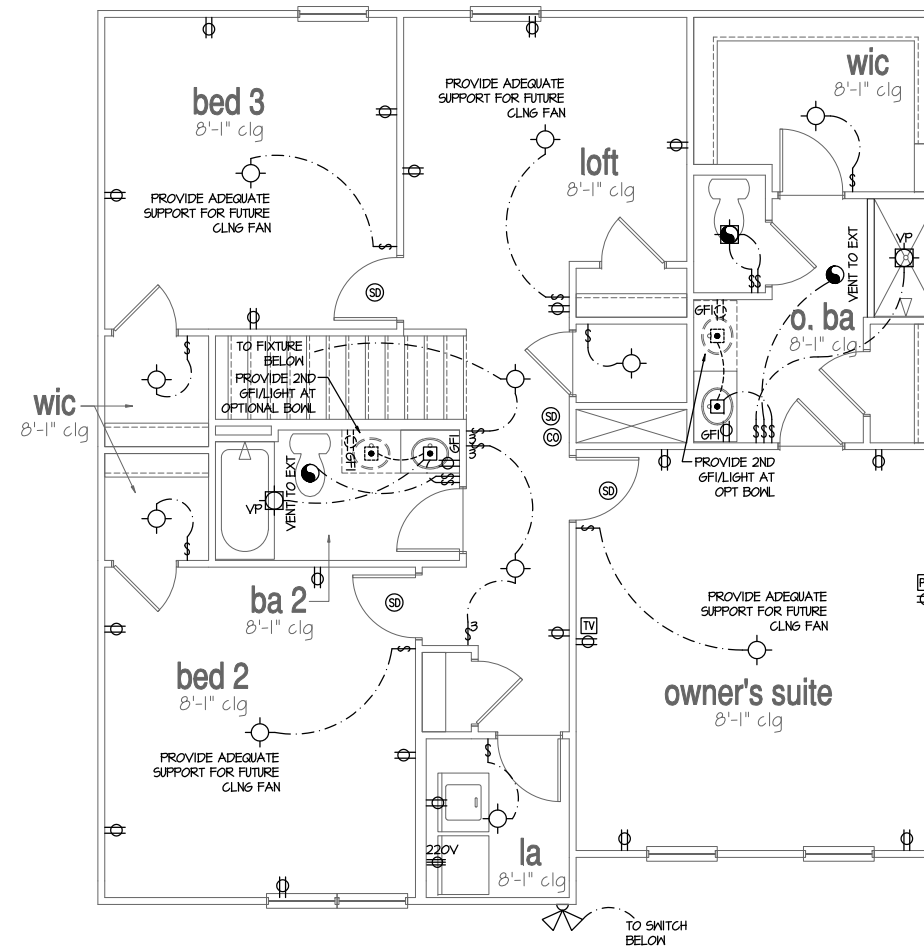 bed 3
8'-1" clg
PROVIDE ADEQUATE
SUPPORT FOR FUTURE
CLNG FAN
SD
PROVIDE ADEQUATE
SUPPORT FOR FUTURE
CLNG FAN
loft
8'-1" clg
wic
8'-1" clg
VP
VENT TO EXT
GFI
o. ba
8'-1" clg
GFI
PROVIDE 2ND
GFI/LIGHT AT
OPT BOWL
TO FIXTURE
BELOW
PROVIDE 2ND
GFI/LIGHT AT
OPTIONAL BOWL
wic
8'-1" clg
SD
CO
GFI
GFI
3
3
VENT TO EXT
VP
SD
ba 2
8'-1" clg
SD
3
TV
PROVIDE ADEQUATE
SUPPORT FOR FUTURE
CLNG FAN
bed 2
8'-1" clg
PROVIDE ADEQUATE
SUPPORT FOR FUTURE
CLNG FAN
owner's suite
8'-1" clg
220V
la
8'-1" clg
TO SWITCH
BELOW